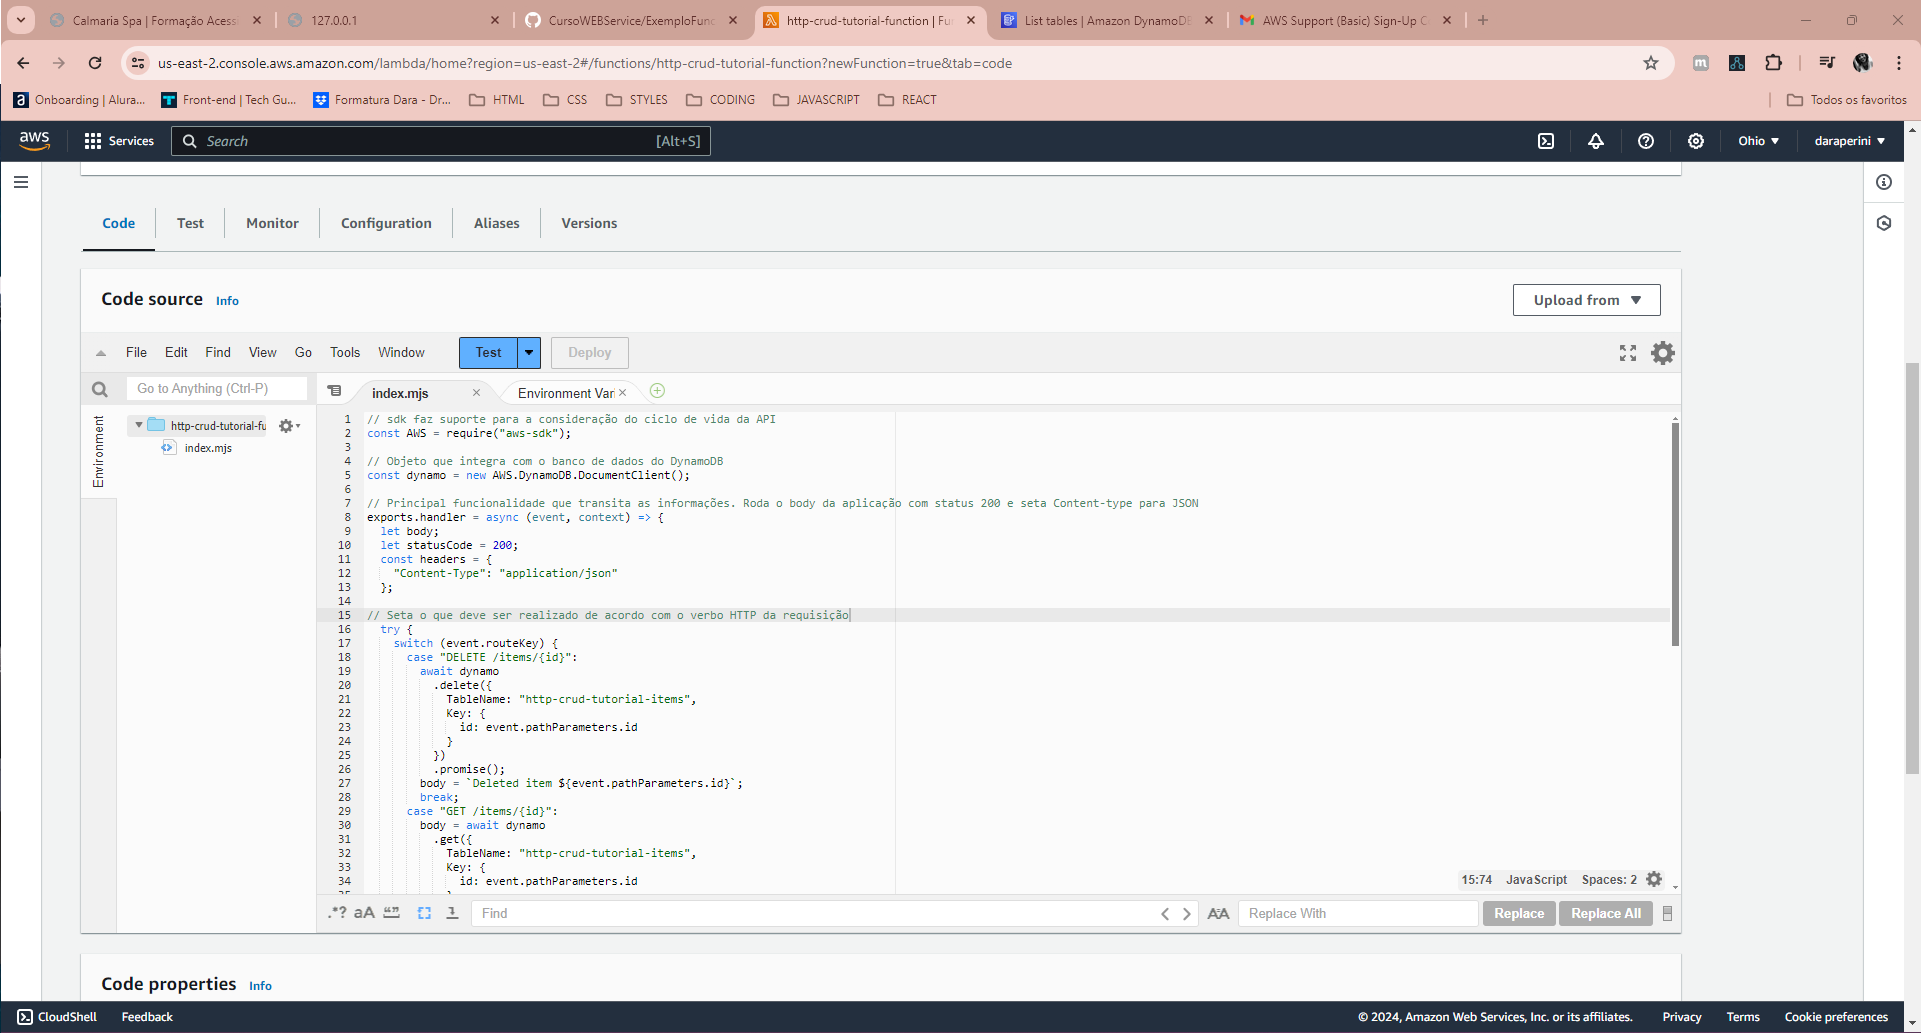 Calmaria Spa | Formação Acess
127.0.0.1
CursoWEBService/ExemploFunc
http-crud-tutorial-function | Fu
List tables | Amazon DynamoDB
AWS Support (Basic) Sign-Up C
us-east-2.console.aws.amazon.com/lambda/home?region=us-east-2#/functions/http-crud-tutorial-function?newFunction=true&tab=code
Onboarding | Alura...
Front-end | Tech Gu...
Formatura Dara - Dr...
HTML
CSS
STYLES
CODING
JAVASCRIPT
REACT
Todos os favoritos
aws
Services
Search
[Alt+S]
Ohio
daraperini
Code
Test
Monitor
Configuration
Aliases
Versions
Code source Info
Upload from
File Edit Find View Go Tools Window
Test
Deploy
Go to Anything (Ctrl-P)
index.mjs
Environment Vari
Environment
http-crud-tutorial-fu
index.mjs
1 // sdk faz suporte para a consideração do ciclo de vida da API
2 const AWS = require("aws-sdk");
3
4 // Objeto que integra com o banco de dados do DynamoDB
5 const dynamo = new AWS.DynamoDB.DocumentClient();
6
7 // Principal funcionalidade que transita as informações. Roda o body da aplicação com status 200 e seta Content-type para JSON
8 exports.handler = async (event, context) => {
9 let body;
10 let statusCode = 200;
11 const headers = {
12 "Content-Type": "application/json"
13 };
14
15 // Seta o que deve ser realizado de acordo com o verbo HTTP da requisição
16 try {
17 switch (event.routeKey) {
18 case "DELETE /items/{id}":
19 await dynamo
20 .delete({
21 TableName: "http-crud-tutorial-items",
22 Key: {
23 id: event.pathParameters.id
24 }
25 })
26 .promise();
27 body = `Deleted item ${event.pathParameters.id}`;
28 break;
29 case "GET /items/{id}":
30 body = await dynamo
31 .get({
32 TableName: "http-crud-tutorial-items",
33 Key: {
34 id: event.pathParameters.id
15:74 JavaScript Spaces: 2
.*? aA
Find
Replace With
Replace
Replace All
Code properties Info
CloudShell
Feedback
© 2024, Amazon Web Services, Inc. or its affiliates.
Privacy
Terms
Cookie preferences